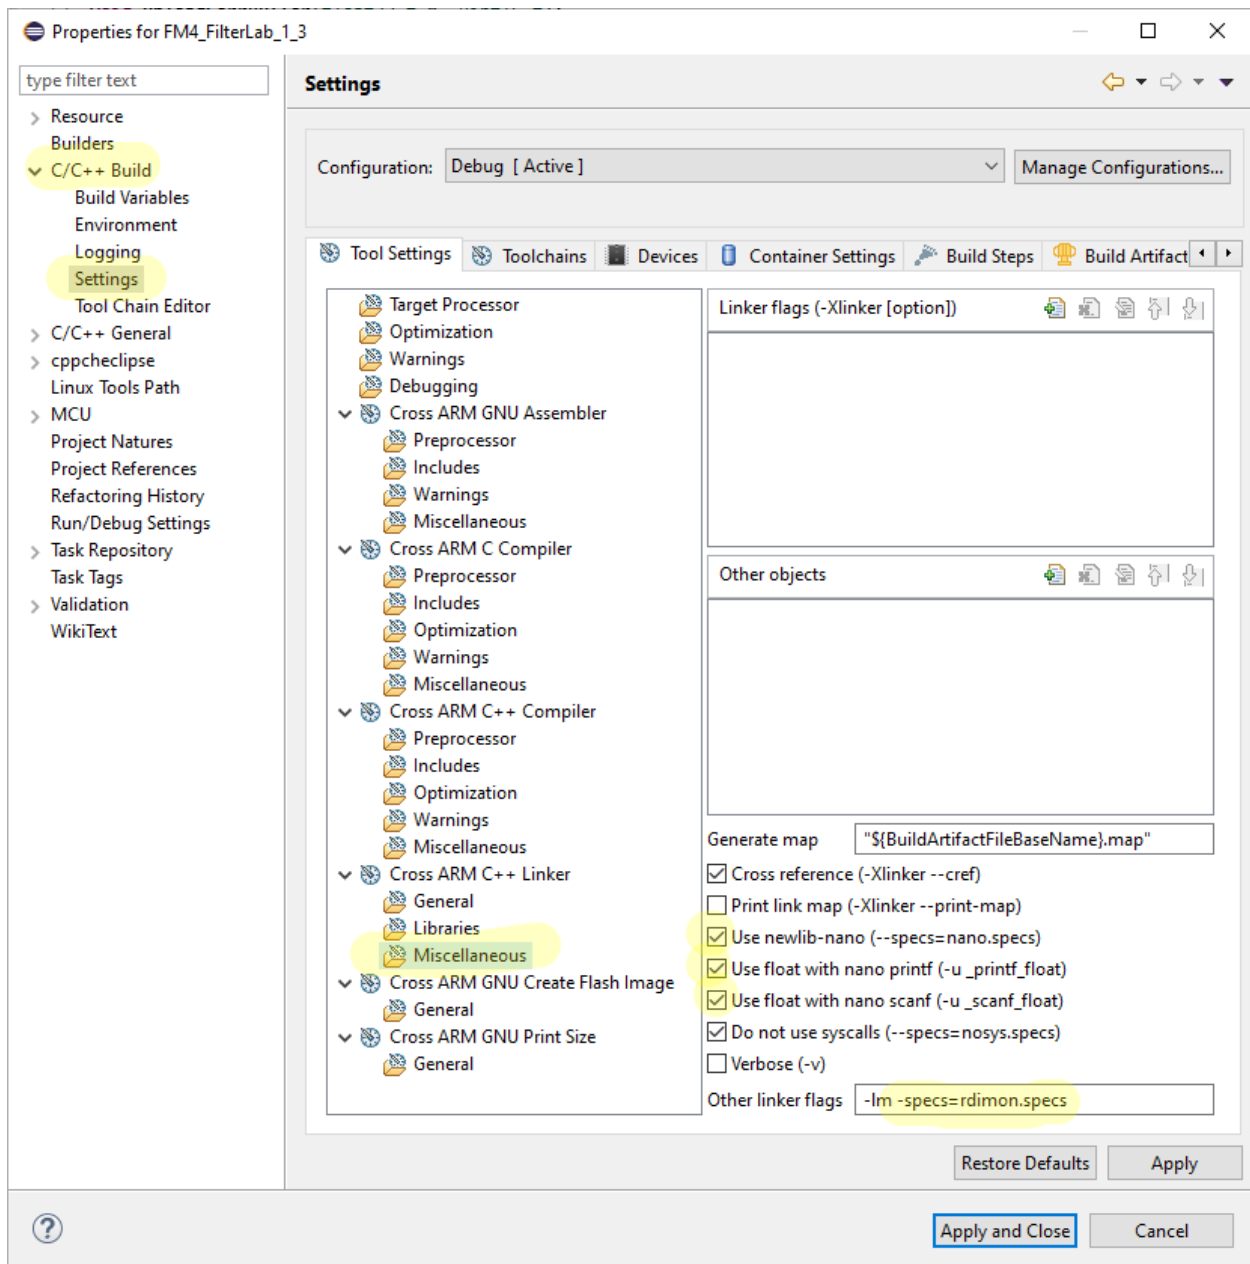 Properties for FM4_FilterLab_1_3
type filter text
Resource
Builders
C/C++ Build
Build Variables
Environment
Logging
Settings
Tool Chain Editor
C/C++ General
cppcheclipse
Linux Tools Path
MCU
Project Natures
Project References
Refactoring History
Run/Debug Settings
Task Repository
Task Tags
Validation
WikiText
Settings
Configuration: Debug [ Active ] Manage Configurations...
Tool Settings Toolchains Devices Container Settings Build Steps Build Artifact
Target Processor
Optimization
Warnings
Debugging
Cross ARM GNU Assembler
Preprocessor
Includes
Warnings
Miscellaneous
Cross ARM C Compiler
Preprocessor
Includes
Optimization
Warnings
Miscellaneous
Cross ARM C++ Compiler
Preprocessor
Includes
Optimization
Warnings
Miscellaneous
Cross ARM C++ Linker
General
Libraries
Miscellaneous
Cross ARM GNU Create Flash Image
General
Cross ARM GNU Print Size
General
Linker flags (-Xlinker [option])
Other objects
Generate map "${BuildArtifactFileBaseName}.map"
Cross reference (-Xlinker --cref)
Print link map (-Xlinker --print-map)
Use newlib-nano (--specs=nano.specs)
Use float with nano printf (-u _printf_float)
Use float with nano scanf (-u _scanf_float)
Do not use syscalls (--specs=nosys.specs)
Verbose (-v)
Other linker flags -lm -specs=rdimon.specs
Restore Defaults Apply
Apply and Close Cancel